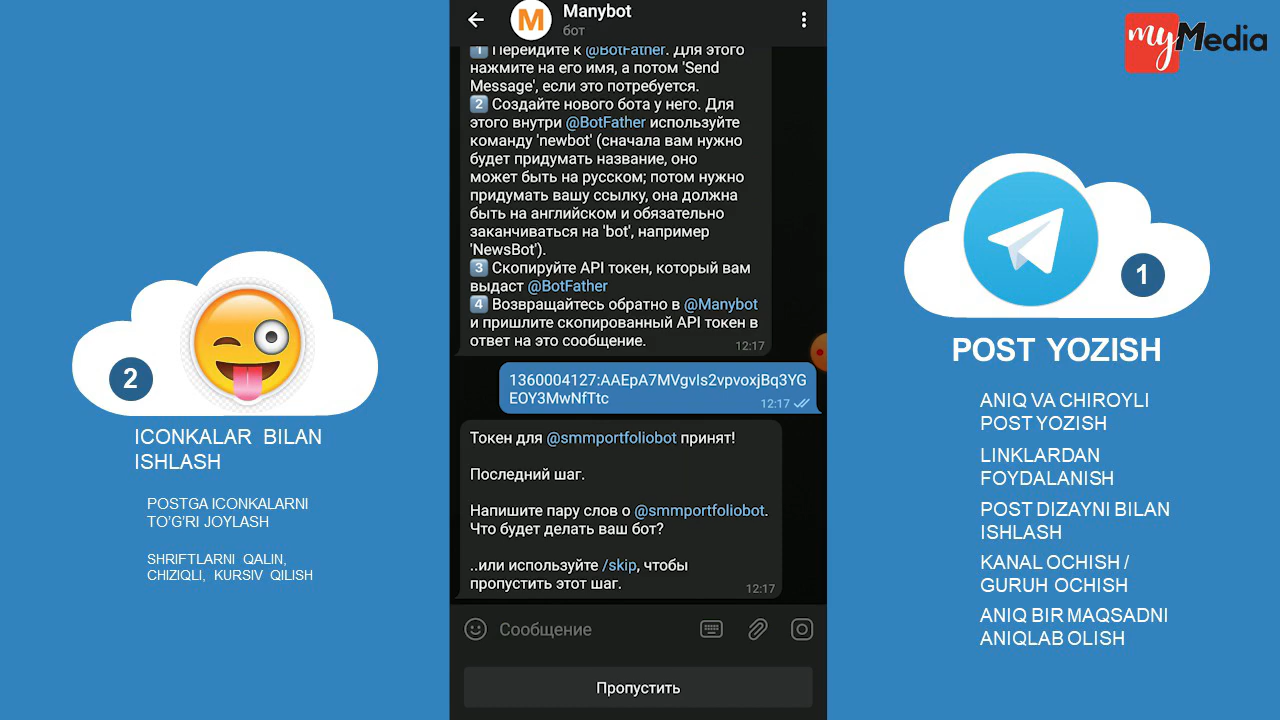 Manybot
бот
1 Перейдите к @BotFather. Для этого
нажмите на его имя, а потом 'Send
Message', если это потребуется.
2 Создайте нового бота у него. Для
этого внутри @BotFather используйте
команду 'newbot' (сначала вам нужно
будет придумать название, оно
может быть на русском; потом нужно
придумать вашу ссылку, она должна
быть на английском и обязательно
заканчиваться на 'bot', например
'NewsBot').
3 Скопируйте API токен, который вам
выдаст @BotFather
4 Возвращайтесь обратно в @Manybot
и пришлите скопированный API токен в
ответ на это сообщение.
12:17
1360004127:AAEpA7MVgvIs2vpvoxjBq3YG
EOY3MwNfTtc
12:17
Токен для @smmportfoliobot принят!
Последний шаг.
Напишите пару слов о @smmportfoliobot.
Что будет делать ваш бот?
..или используйте /skip, чтобы
пропустить этот шаг.
12:17
Сообщение
Пропустить
myMedia
1
POST YOZISH
ANIQ VA CHIROYLI
POST YOZISH
LINKLARDAN
FOYDALANISH
POST DIZAYNI BILAN
ISHLASH
KANAL OCHISH /
GURUH OCHISH
ANIQ BIR MAQSADNI
ANIQLAB OLISH
2
ICONKALAR BILAN
ISHLASH
POSTGA ICONKALARNI
TO'G'RI JOYLASH
SHRIFTLARNI QALIN,
CHIZIQLI, KURSIV QILISH